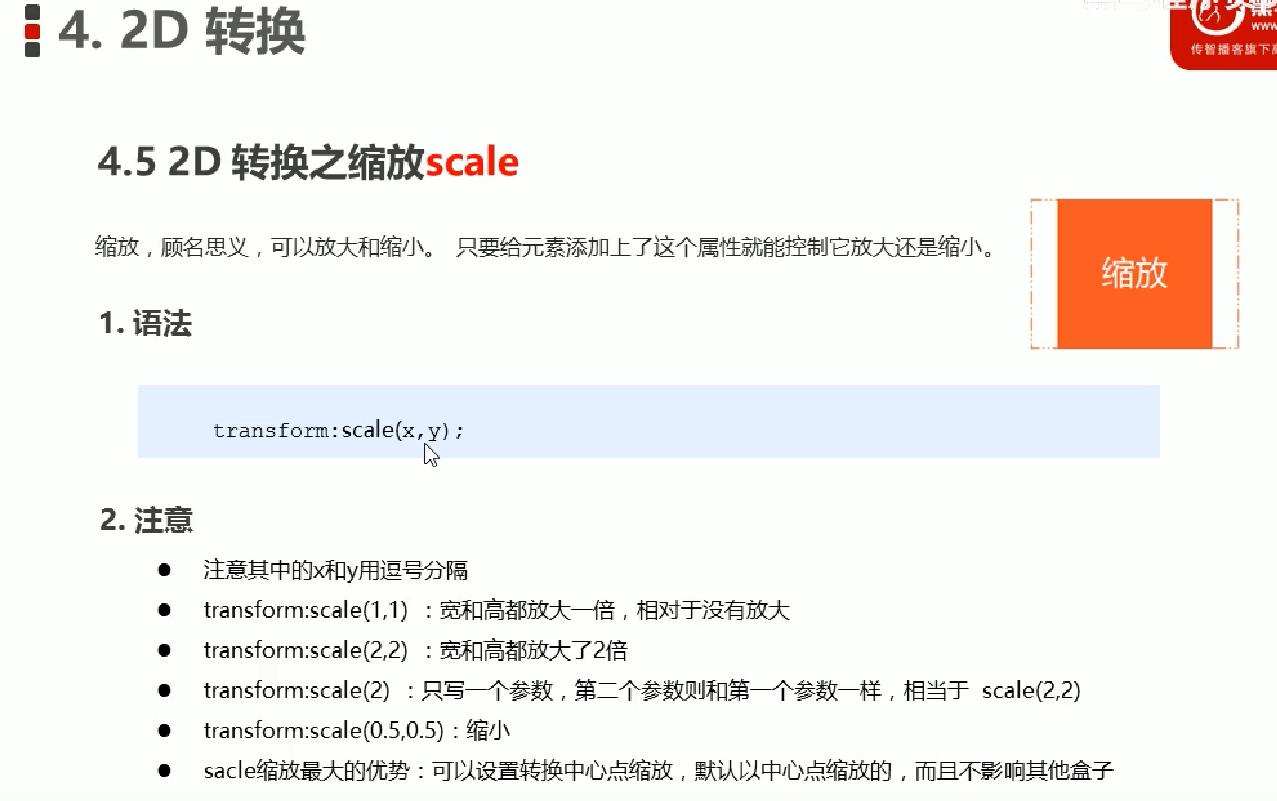 4. 2D 转换
www
传智播客旗下高
4.5 2D 转换之缩放scale
缩放，顾名思义，可以放大和缩小。 只要给元素添加上了这个属性就能控制它放大还是缩小。
缩放
1. 语法
transform:scale(x,y);
2. 注意
● 注意其中的x和y用逗号分隔
● transform:scale(1,1) ：宽和高都放大一倍，相对于没有放大
● transform:scale(2,2) ：宽和高都放大了2倍
● transform:scale(2) ：只写一个参数，第二个参数则和第一个参数一样，相当于 scale(2,2)
● transform:scale(0.5,0.5)：缩小
● sacle缩放最大的优势：可以设置转换中心点缩放，默认以中心点缩放的，而且不影响其他盒子